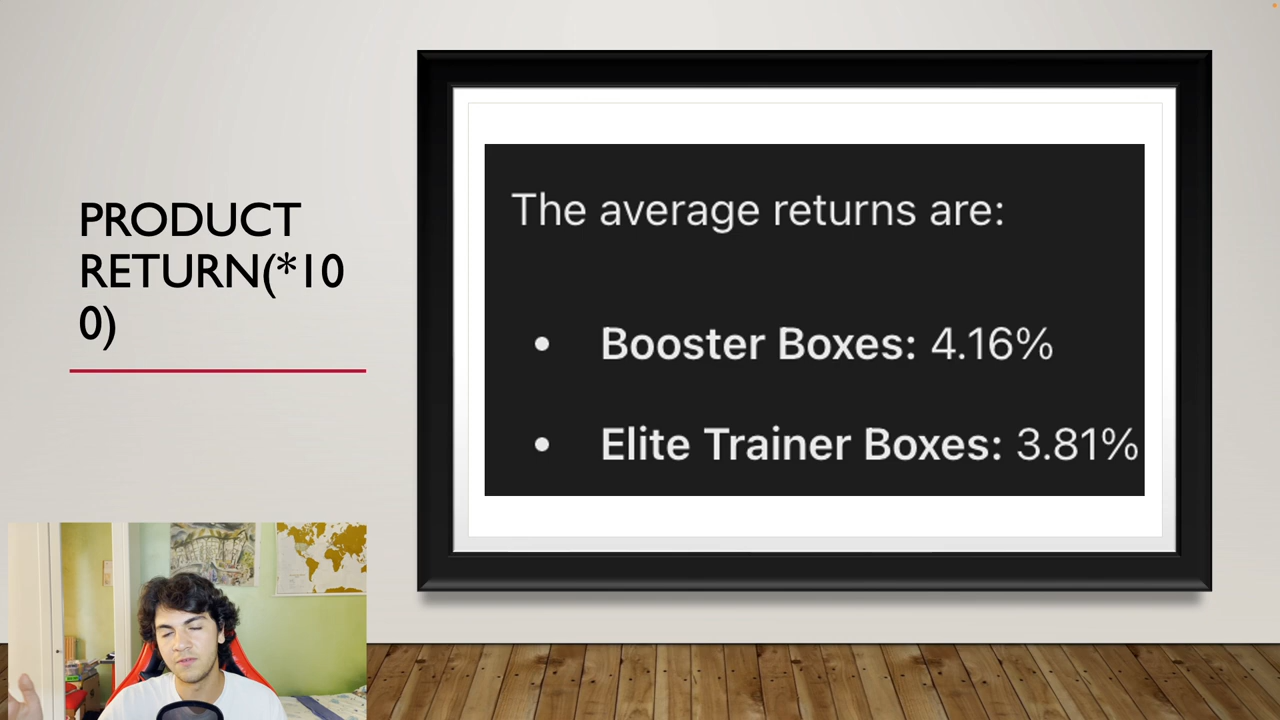 PRODUCT
RETURN(*10
0)
The average returns are:
• Booster Boxes: 4.16%
• Elite Trainer Boxes: 3.81%